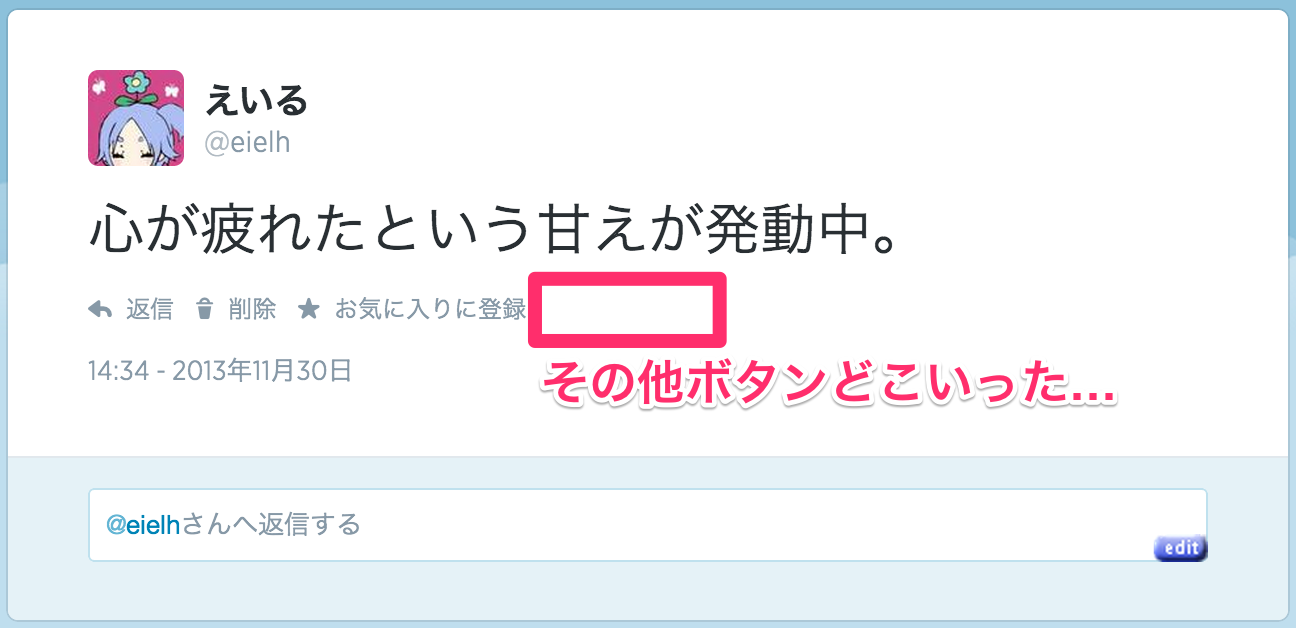 えいる
@eielh
心が疲れたという甘えが発動中。
返信 削除 お気に入りに登録
14:34 - 2013年11月30日
その他ボタンどこいった...
@eielhさんへ返信する
edit